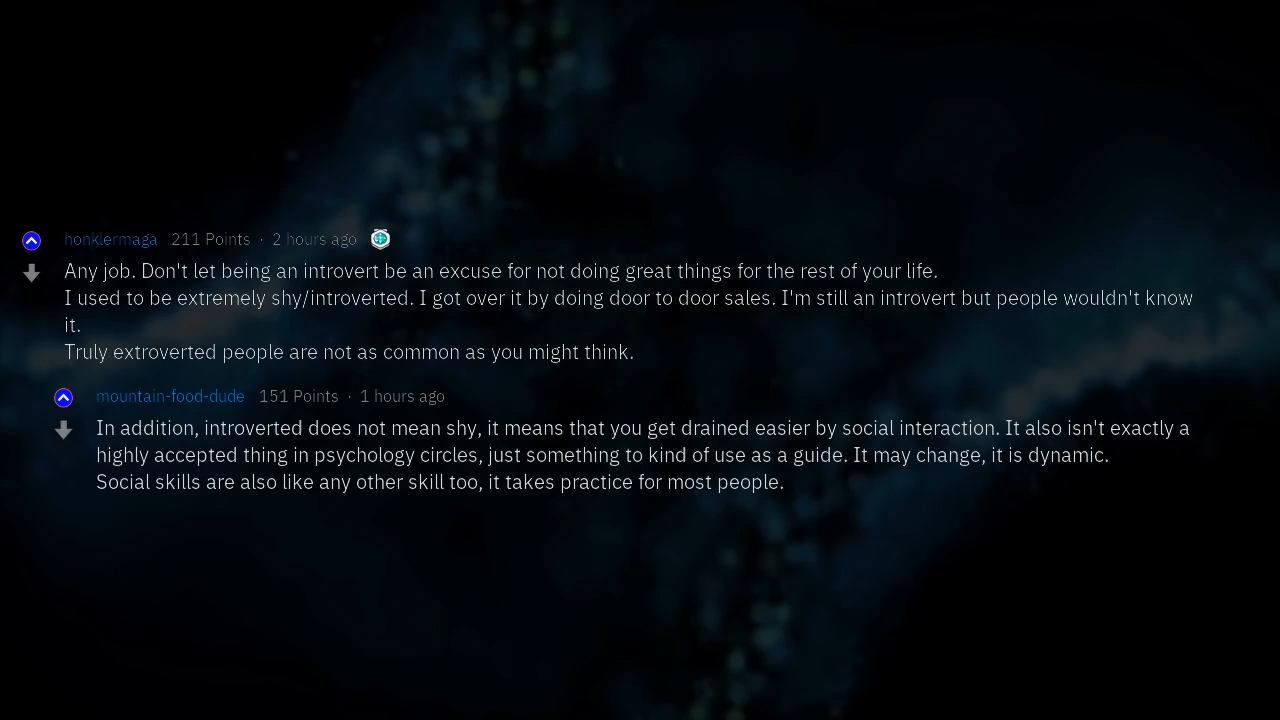 honklermaga 211 Points · 2 hours ago
Any job. Don't let being an introvert be an excuse for not doing great things for the rest of your life.
I used to be extremely shy/introverted. I got over it by doing door to door sales. I'm still an introvert but people wouldn't know
it.
Truly extroverted people are not as common as you might think.
mountain-food-dude 151 Points · 1 hours ago
In addition, introverted does not mean shy, it means that you get drained easier by social interaction. It also isn't exactly a
highly accepted thing in psychology circles, just something to kind of use as a guide. It may change, it is dynamic.
Social skills are also like any other skill too, it takes practice for most people.